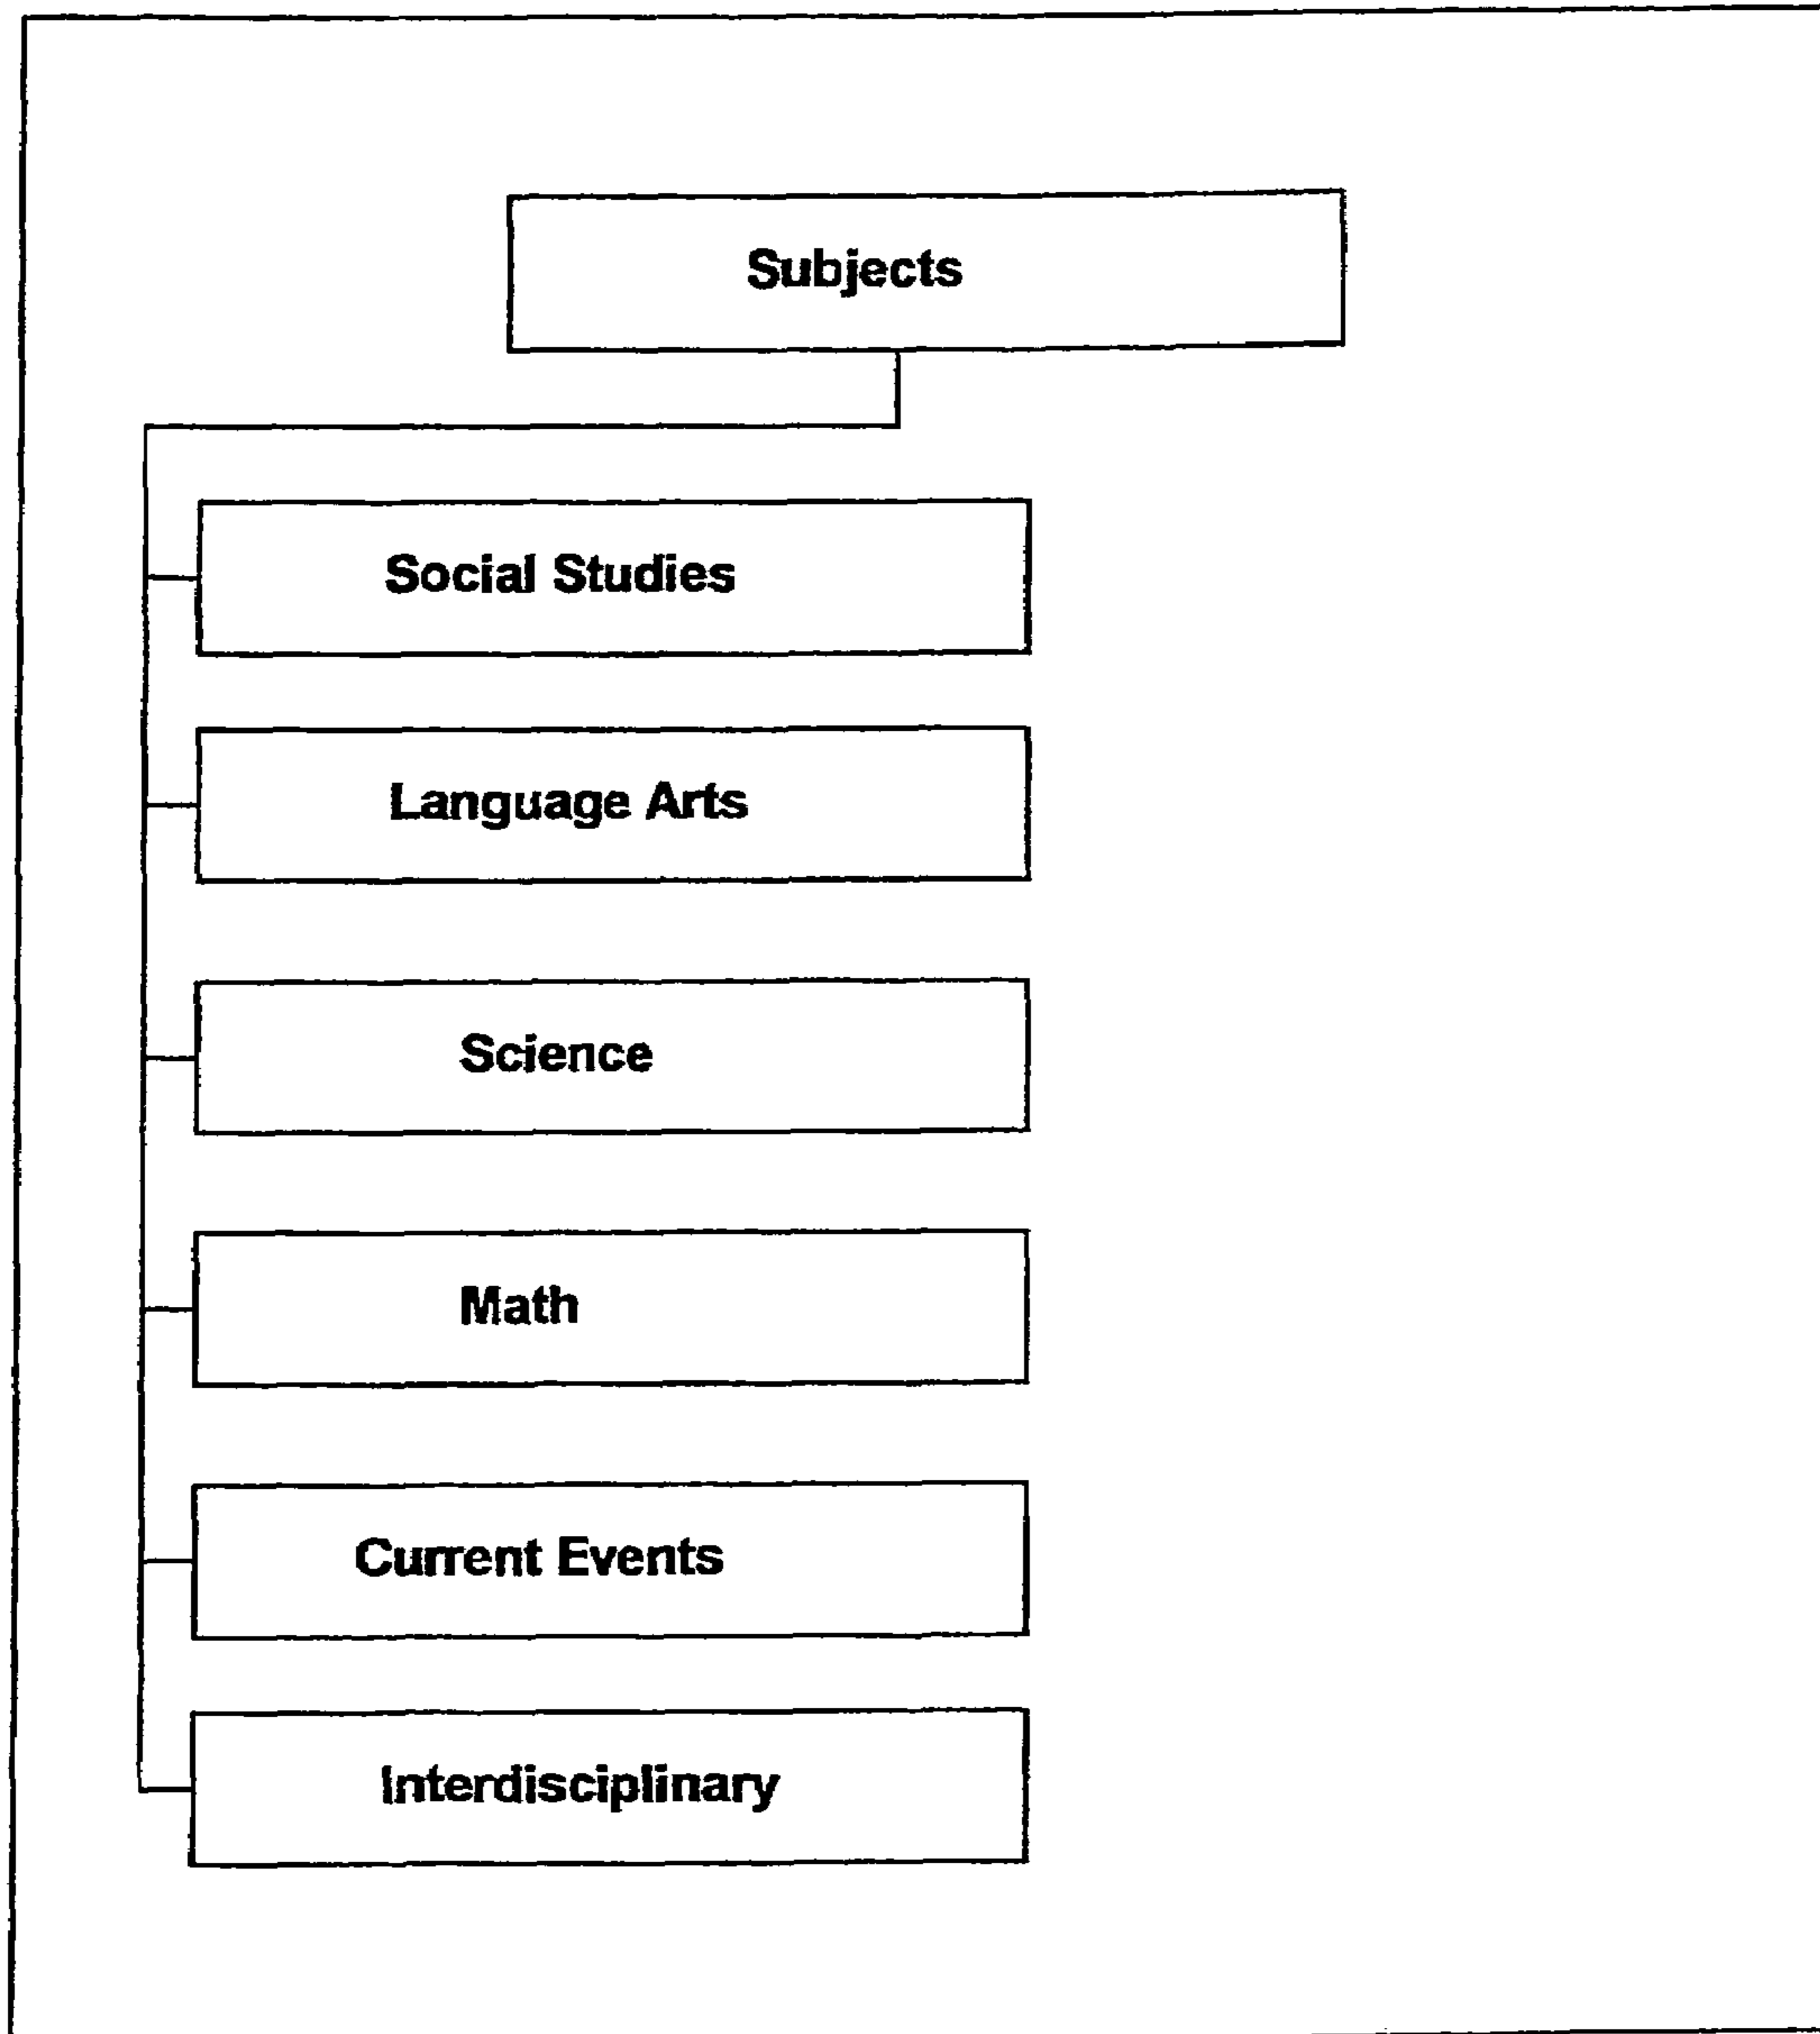 Subjects
Social Studies
Language Arts
Science
Math
Current Events
Interdisciplinary